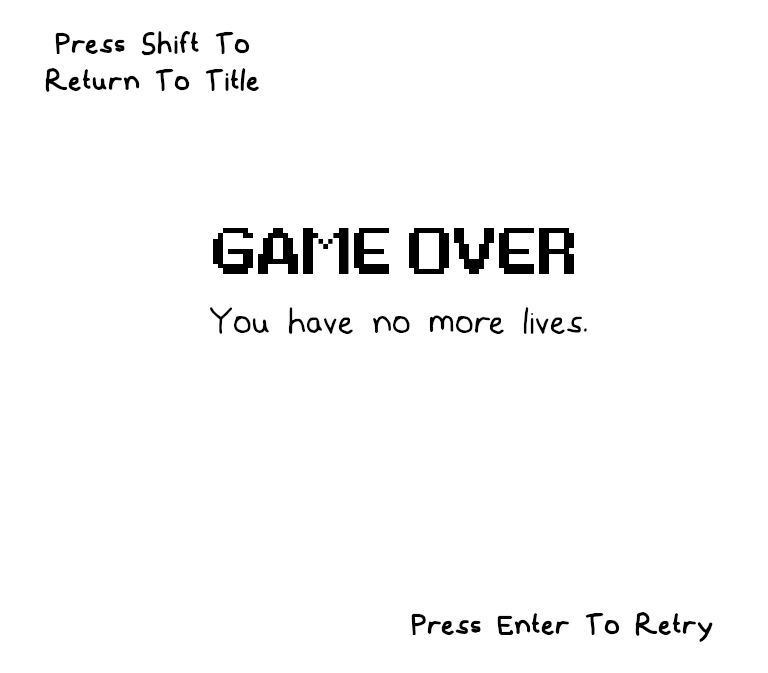 Press Shift To
Return To Title
GAME OVER
You have no more lives.
Press Enter To Retry